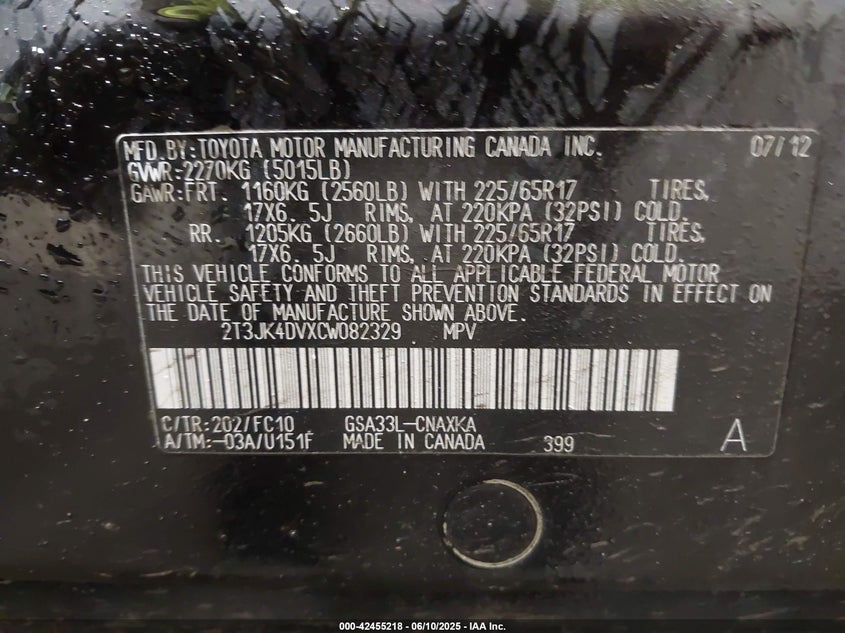 MFD BY:TOYOTA MOTOR MANUFACTURING CANADA INC. 07/12
GVWR:2270KG (5015LB)
GAWR:FRT. 1160KG (2560LB) WITH 225/65R17 TIRES,
17X6.5J RIMS, AT 220KPA (32PSI) COLD.
RR. 1205KG (2660LB) WITH 225/65R17 TIRES,
17X6.5J RIMS, AT 220KPA (32PSI) COLD.
THIS VEHICLE CONFORMS TO ALL APPLICABLE FEDERAL MOTOR
VEHICLE SAFETY AND THEFT PREVENTION STANDARDS IN EFFECT ON
THE DATE OF MANUFACTURE SHOWN ABOVE.
2T3JK4DVXCW082329 MPV
C/TR:202/FC10 GSA33L-CNAXKA
A/TM:-03A/U151F MADE IN CANADA 399 A
000-42455218 - 06/10/2025 - IAA Inc.